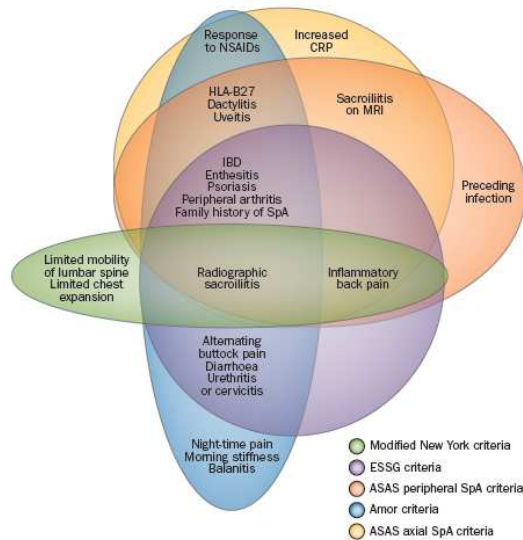 Response
to NSAIDs
Increased
CRP
HLA-B27
Dactylitis
Uveitis
Sacroiliitis
on MRI
IBD
Enthesitis
Psoriasis
Peripheral arthritis
Family history of SpA
Preceding
infection
Limited mobility
of lumbar spine
Limited chest
expansion
Radiographic
sacroiliitis
Inflammatory
back pain
Alternating
buttock pain
Diarrhoea
Urethritis
or cervicitis
Night-time pain
Morning stiffness
Balanitis
Modified New York criteria
ESSG criteria
ASAS peripheral SpA criteria
Amor criteria
ASAS axial SpA criteria